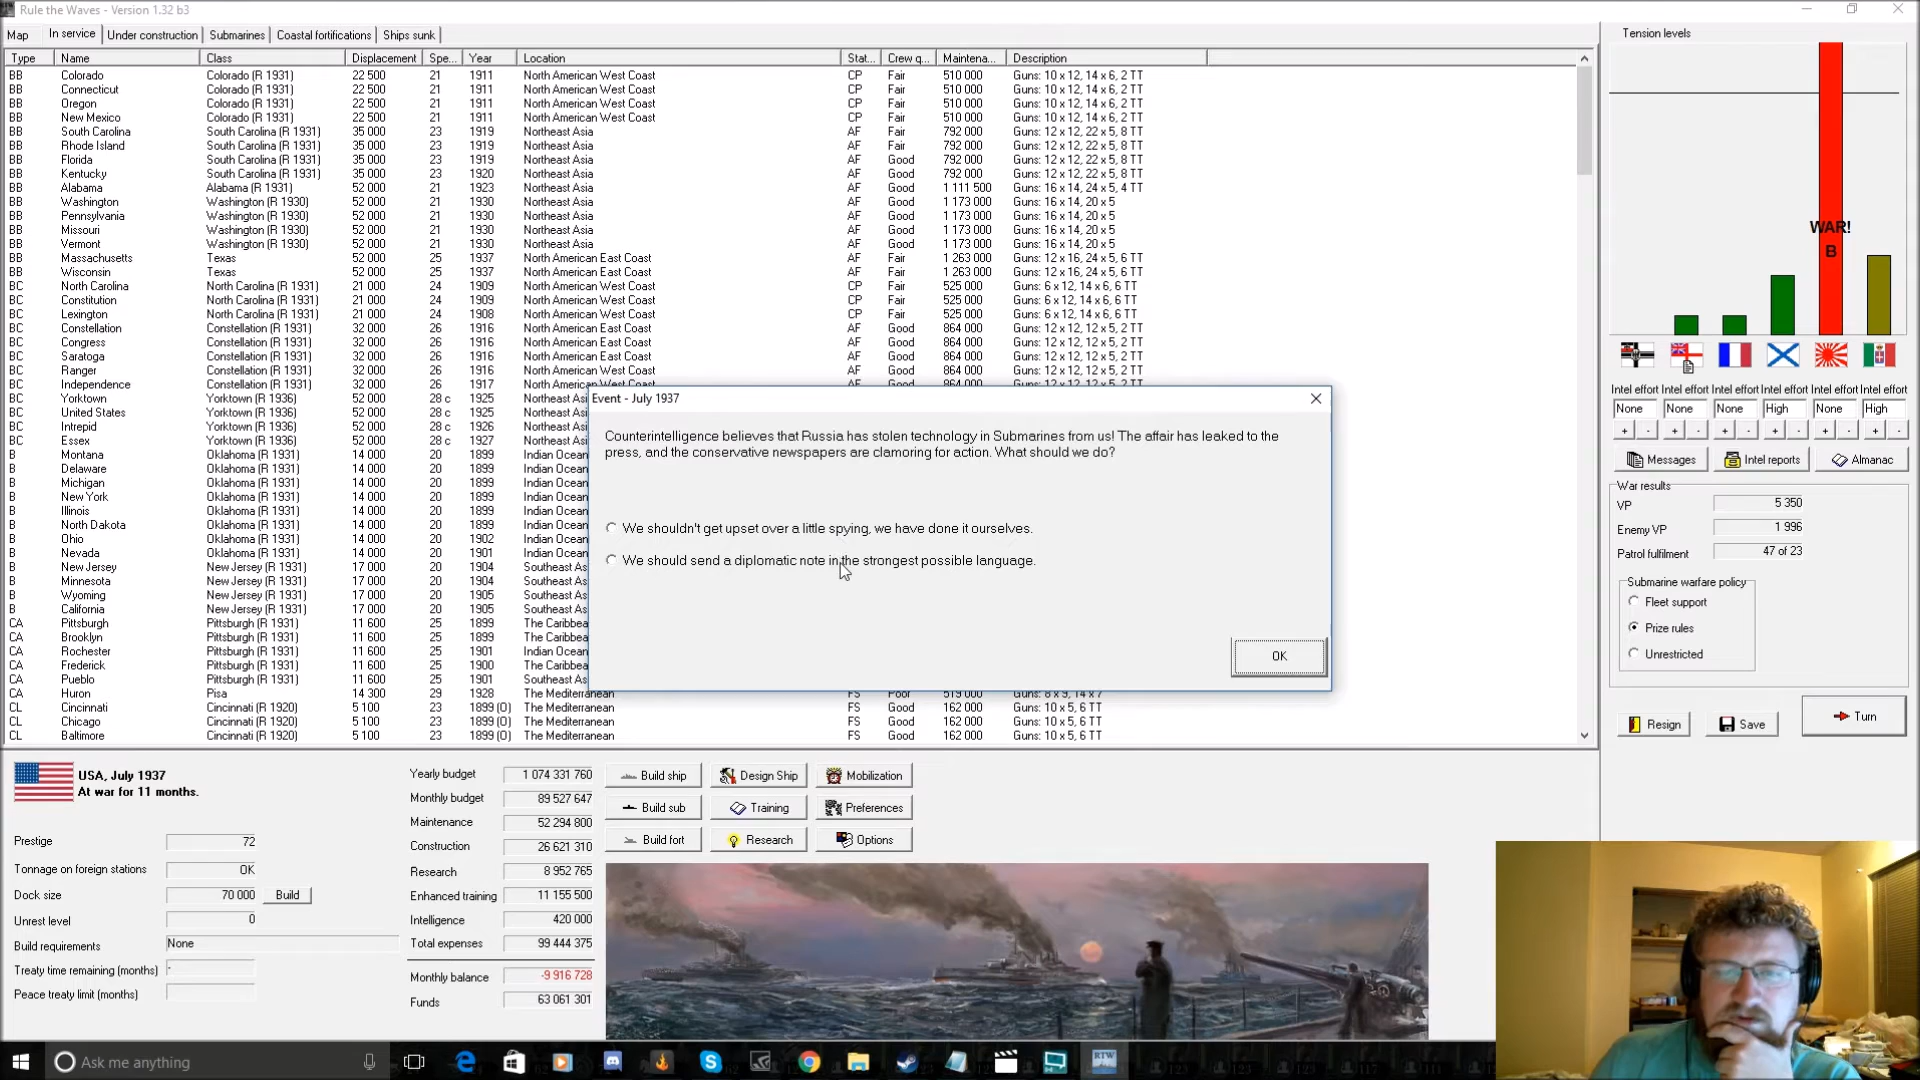 Rule the Waves - Version 1.32 b3
Map In service Under construction Submarines Coastal fortifications Ships sunk
Type Name Class Displacement Spe... Year Location Stat... Crew q... Maintena... Description
BB Colorado Colorado (R 1931) 22 500 21 1911 North American West Coast CP Fair 510 000 Guns: 10 x 12, 14 x 6, 2 TT
BB Connecticut Colorado (R 1931) 22 500 21 1911 North American West Coast CP Fair 510 000 Guns: 10 x 12, 14 x 6, 2 TT
BB Oregon Colorado (R 1931) 22 500 21 1911 North American West Coast CP Fair 510 000 Guns: 10 x 12, 14 x 6, 2 TT
BB New Mexico Colorado (R 1931) 22 500 21 1911 North American West Coast CP Fair 510 000 Guns: 10 x 12, 14 x 6, 2 TT
BB South Carolina South Carolina (R 1931) 35 000 23 1919 Northeast Asia AF Fair 792 000 Guns: 12 x 12, 22 x 5, 8 TT
BB Rhode Island South Carolina (R 1931) 35 000 23 1919 Northeast Asia AF Fair 792 000 Guns: 12 x 12, 22 x 5, 8 TT
BB Florida South Carolina (R 1931) 35 000 23 1919 Northeast Asia AF Good 792 000 Guns: 12 x 12, 22 x 5, 8 TT
BB Kentucky South Carolina (R 1931) 35 000 23 1920 Northeast Asia AF Good 792 000 Guns: 12 x 12, 22 x 5, 8 TT
BB Alabama Alabama (R 1931) 52 000 21 1923 Northeast Asia AF Good 1 111 500 Guns: 16 x 14, 24 x 5, 4 TT
BB Washington Washington (R 1930) 52 000 21 1930 Northeast Asia AF Good 1 173 000 Guns: 16 x 14, 20 x 5
BB Pennsylvania Washington (R 1930) 52 000 21 1930 Northeast Asia AF Good 1 173 000 Guns: 16 x 14, 20 x 5
BB Missouri Washington (R 1930) 52 000 21 1930 Northeast Asia AF Good 1 173 000 Guns: 16 x 14, 20 x 5
BB Vermont Washington (R 1930) 52 000 21 1930 Northeast Asia AF Good 1 173 000 Guns: 16 x 14, 20 x 5
BB Massachusetts Texas 52 000 25 1937 North American East Coast AF Fair 1 263 000 Guns: 12 x 16, 24 x 5, 6 TT
BB Wisconsin Texas 52 000 25 1937 North American East Coast AF Fair 1 263 000 Guns: 12 x 16, 24 x 5, 6 TT
BC North Carolina North Carolina (R 1931) 21 000 24 1909 North American West Coast CP Fair 525 000 Guns: 6 x 12, 14 x 6, 6 TT
BC Constitution North Carolina (R 1931) 21 000 24 1909 North American West Coast CP Fair 525 000 Guns: 6 x 12, 14 x 6, 6 TT
BC Lexington North Carolina (R 1931) 21 000 24 1908 North American West Coast CP Fair 525 000 Guns: 6 x 12, 14 x 6, 6 TT
BC Constellation Constellation (R 1931) 32 000 26 1916 North American East Coast AF Good 864 000 Guns: 12 x 12, 12 x 5, 2 TT
BC Congress Constellation (R 1931) 32 000 26 1916 North American East Coast AF Good 864 000 Guns: 12 x 12, 12 x 5, 2 TT
BC Saratoga Constellation (R 1931) 32 000 26 1916 North American East Coast AF Good 864 000 Guns: 12 x 12, 12 x 5, 2 TT
BC Ranger Constellation (R 1931) 32 000 26 1916 North American East Coast AF Good 864 000 Guns: 12 x 12, 12 x 5, 2 TT
BC Independence Constellation (R 1931) 32 000 26 1917 North American West Coast AF Good 864 000 Guns: 12 x 12, 12 x 5, 2 TT
BC Yorktown Yorktown (R 1936) 52 000 28 c 1925 Northeast As
BC United States Yorktown (R 1936) 52 000 28 c 1925 Northeast As
BC Intrepid Yorktown (R 1936) 52 000 28 c 1926 Northeast As
BC Essex Yorktown (R 1936) 52 000 28 c 1927 Northeast As
B Montana Oklahoma (R 1931) 14 000 20 1899 Indian Ocean
B Delaware Oklahoma (R 1931) 14 000 20 1899 Indian Ocean
B Michigan Oklahoma (R 1931) 14 000 20 1899 Indian Ocean
B New York Oklahoma (R 1931) 14 000 20 1899 Indian Ocean
B Illinois Oklahoma (R 1931) 14 000 20 1899 Indian Ocean
B North Dakota Oklahoma (R 1931) 14 000 20 1899 Indian Ocean
B Ohio Oklahoma (R 1931) 14 000 20 1902 Indian Ocean
B Nevada Oklahoma (R 1931) 14 000 20 1901 Indian Ocean
B New Jersey New Jersey (R 1931) 17 000 20 1904 Southeast As
B Minnesota New Jersey (R 1931) 17 000 20 1904 Southeast As
B Wyoming New Jersey (R 1931) 17 000 20 1905 Southeast As
B California New Jersey (R 1931) 17 000 20 1905 Southeast As
CA Pittsburgh Pittsburgh (R 1931) 11 600 25 1899 The Caribbea
CA Brooklyn Pittsburgh (R 1931) 11 600 25 1899 The Caribbea
CA Rochester Pittsburgh (R 1931) 11 600 25 1901 Indian Ocean
CA Frederick Pittsburgh (R 1931) 11 600 25 1900 The Caribbea
CA Pueblo Pittsburgh (R 1931) 11 600 25 1901 Southeast As
CA Huron Pisa 14 300 29 1928 The Mediterranean FS Poor 519 000 Guns: 8 x 9, 14 x 7
CL Cincinnati Cincinnati (R 1920) 5 100 23 1899 (O) The Mediterranean FS Good 162 000 Guns: 10 x 5, 6 TT
CL Chicago Cincinnati (R 1920) 5 100 23 1899 (O) The Mediterranean FS Good 162 000 Guns: 10 x 5, 6 TT
CL Baltimore Cincinnati (R 1920) 5 100 23 1899 (O) The Mediterranean FS Good 162 000 Guns: 10 x 5, 6 TT
Event - July 1937
Counterintelligence believes that Russia has stolen technology in Submarines from us! The affair has leaked to the
press, and the conservative newspapers are clamoring for action. What should we do?
We shouldn't get upset over a little spying, we have done it ourselves.
We should send a diplomatic note in the strongest possible language.
OK
Tension levels
WAR!
B
Intel effort Intel effort Intel effort Intel effort Intel effort Intel effort
None None None High None High
+ - + - + - + - + - + -
Messages Intel reports Almanac
War results
VP 5 350
Enemy VP 1 996
Patrol fulfilment 47 of 23
Submarine warfare policy
Fleet support
Prize rules
Unrestricted
Resign Save Turn
USA, July 1937
At war for 11 months.
Prestige 72
Tonnage on foreign stations OK
Dock size 70 000 Build
Unrest level 0
Build requirements None
Treaty time remaining (months) -
Peace treaty limit (months)
Yearly budget 1 074 331 760
Monthly budget 89 527 647
Maintenance 52 294 800
Construction 26 621 310
Research 8 952 765
Enhanced training 11 155 500
Intelligence 420 000
Total expenses 99 444 375
Monthly balance -9 916 728
Funds 63 061 301
Build ship Design Ship Mobilization
Build sub Training Preferences
Build fort Research Options
Ask me anything
RTW